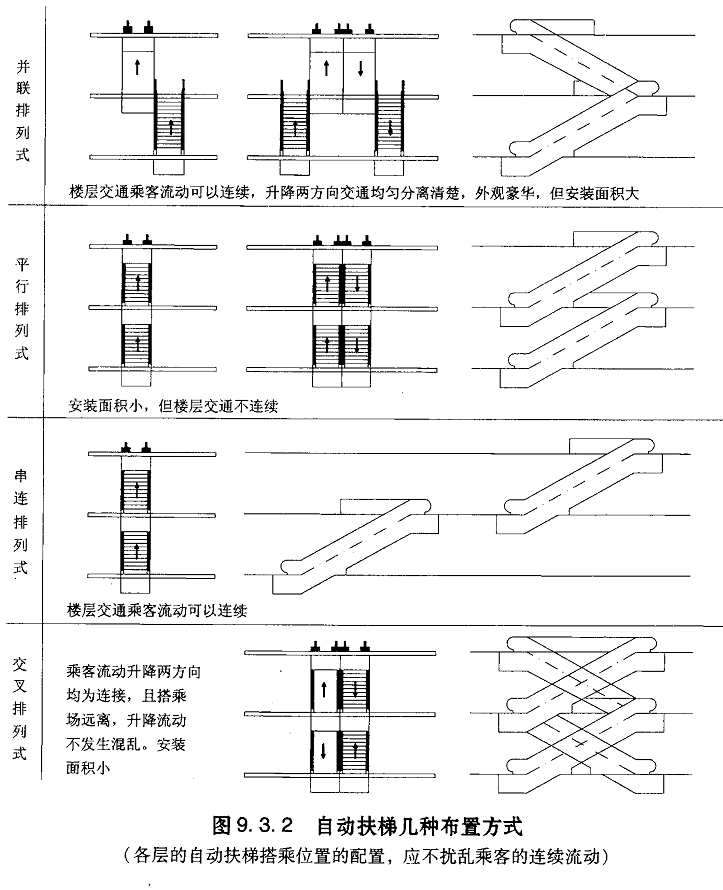 并联排列式
楼层交通乘客流动可以连续，升降两方向交通均匀分离清楚，外观豪华，但安装面积大
平行排列式
安装面积小，但楼层交通不连续
串连排列式
楼层交通乘客流动可以连续
交叉排列式
乘客流动升降两方向
均为连接，且搭乘
场远离，升降流动
不发生混乱。安装
面积小
图9.3.2 自动扶梯几种布置方式
（各层的自动扶梯搭乘位置的配置，应不扰乱乘客的连续流动）